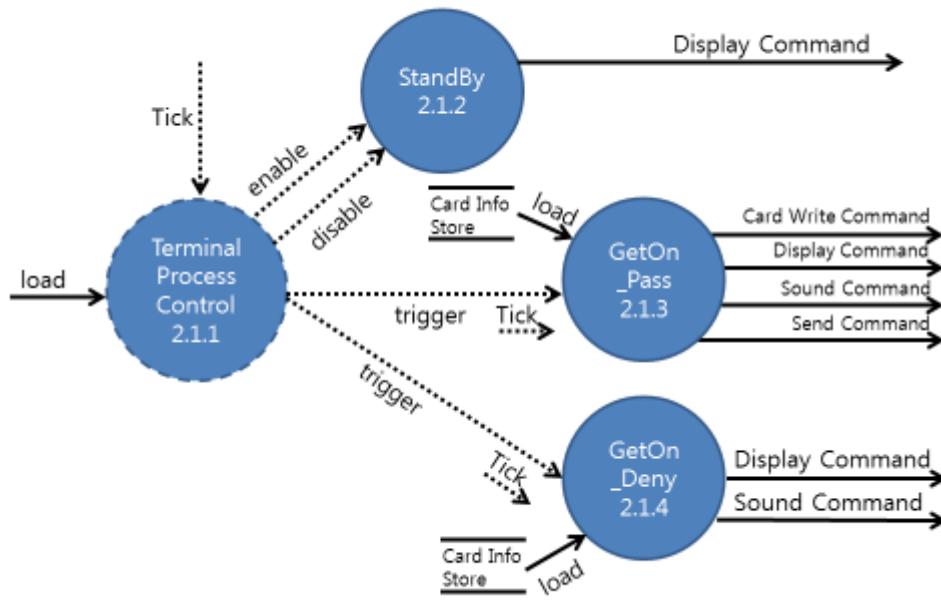 Display Command
StandBy
2.1.2
Tick
enable
disable
Card Info
Store
load
Card Write Command
Display Command
Sound Command
Send Command
GetOn
_Pass
2.1.3
Terminal
Process
Control
2.1.1
load
trigger
Tick
trigger
GetOn
_Deny
2.1.4
Tick
Display Command
Sound Command
Card Info
Store
load